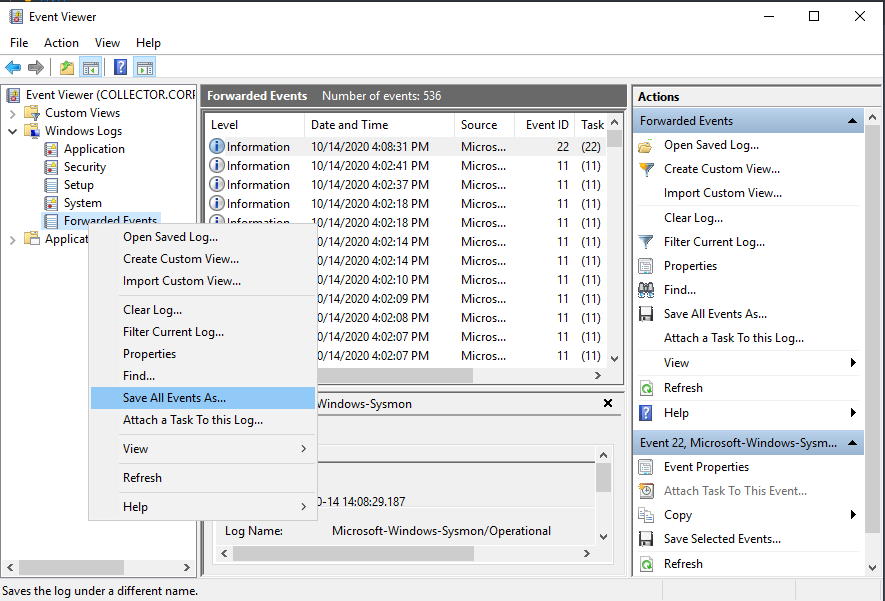 Event Viewer
File Action View Help
Event Viewer (COLLECTOR.CORP
Custom Views
Windows Logs
Application
Security
Setup
System
Forwarded Events
Applicat
Open Saved Log...
Create Custom View...
Import Custom View...
Clear Log...
Filter Current Log...
Properties
Find...
Save All Events As...
Attach a Task To this Log...
View
Refresh
Help
Forwarded Events Number of events: 536
Level Date and Time Source Event ID Task
Information 10/14/2020 4:08:31 PM Micros... 22 (22)
Information 10/14/2020 4:02:41 PM Micros... 11 (11)
Information 10/14/2020 4:02:37 PM Micros... 11 (11)
Information 10/14/2020 4:02:18 PM Micros... 11 (11)
Information 10/14/2020 4:02:18 PM Micros... 11 (11)
0/14/2020 4:02:14 PM Micros... 11 (11)
0/14/2020 4:02:14 PM Micros... 11 (11)
0/14/2020 4:02:10 PM Micros... 11 (11)
0/14/2020 4:02:09 PM Micros... 11 (11)
0/14/2020 4:02:08 PM Micros... 11 (11)
0/14/2020 4:02:07 PM Micros... 11 (11)
0/14/2020 4:02:07 PM Micros... 11 (11)
Windows-Sysmon
0-14 14:08:29.187
Log Name: Microsoft-Windows-Sysmon/Operational
Actions
Forwarded Events
Open Saved Log...
Create Custom View...
Import Custom View...
Clear Log...
Filter Current Log...
Properties
Find...
Save All Events As...
Attach a Task To this Log...
View
Refresh
Help
Event 22, Microsoft-Windows-Sysm...
Event Properties
Attach Task To This Event...
Copy
Save Selected Events...
Refresh
Saves the log under a different name.